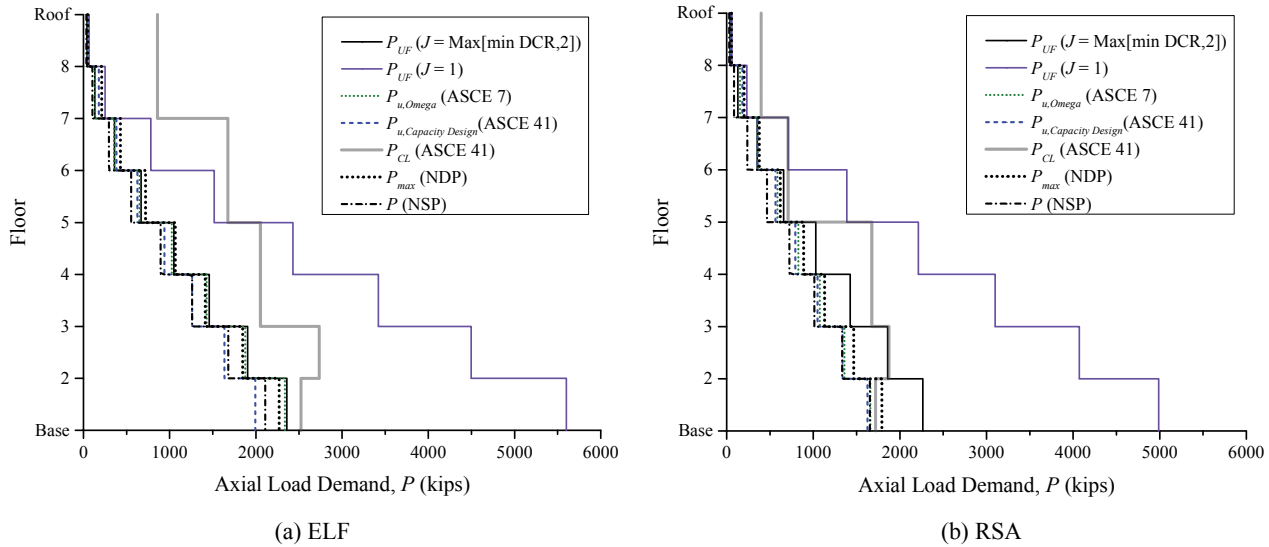 Roof
8
7
6
5
4
3
2
Base
Floor
0 1000 2000 3000 4000 5000 6000
Axial Load Demand, P (kips)
P_UF (J = Max[min DCR,2])
P_UF (J = 1)
P_u,Omega (ASCE 7)
P_u,Capacity Design(ASCE 41)
P_CL (ASCE 41)
P_max (NDP)
P (NSP)
(a) ELF
Roof
8
7
6
5
4
3
2
Base
Floor
0 1000 2000 3000 4000 5000 6000
Axial Load Demand, P (kips)
P_UF (J = Max[min DCR,2])
P_UF (J = 1)
P_u,Omega (ASCE 7)
P_u,Capacity Design(ASCE 41)
P_CL (ASCE 41)
P_max (NDP)
P (NSP)
(b) RSA